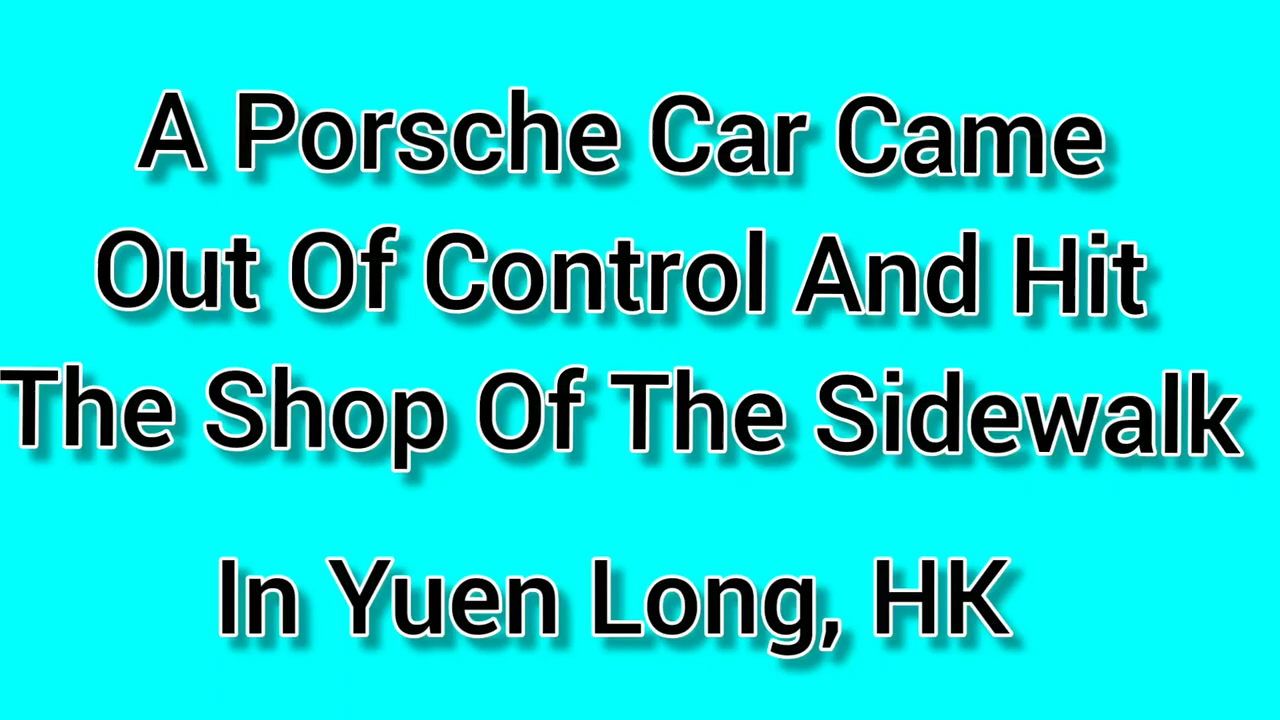 A Porsche Car Came
Out Of Control And Hit
The Shop Of The Sidewalk
In Yuen Long, HK